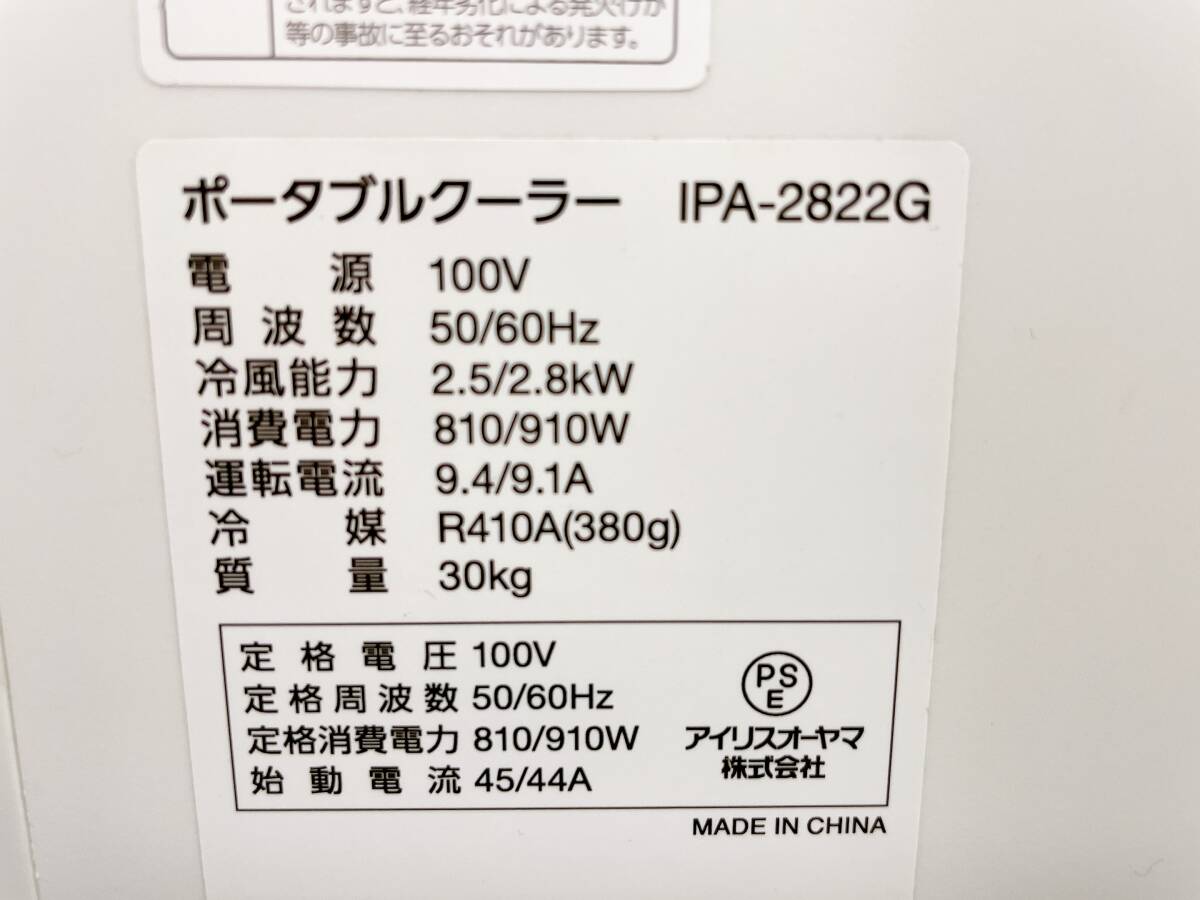 されますと、経年劣化による発火けが
等の事故に至るおそれがあります。
ポータブルクーラー IPA-2822G
電源 100V
周波数 50/60Hz
冷風能力 2.5/2.8kW
消費電力 810/910W
運転電流 9.4/9.1A
冷媒 R410A(380g)
質量 30kg
定格電圧 100V
定格周波数 50/60Hz
定格消費電力 810/910W
始動電流 45/44A
PSE
アイリスオーヤマ
株式会社
MADE IN CHINA